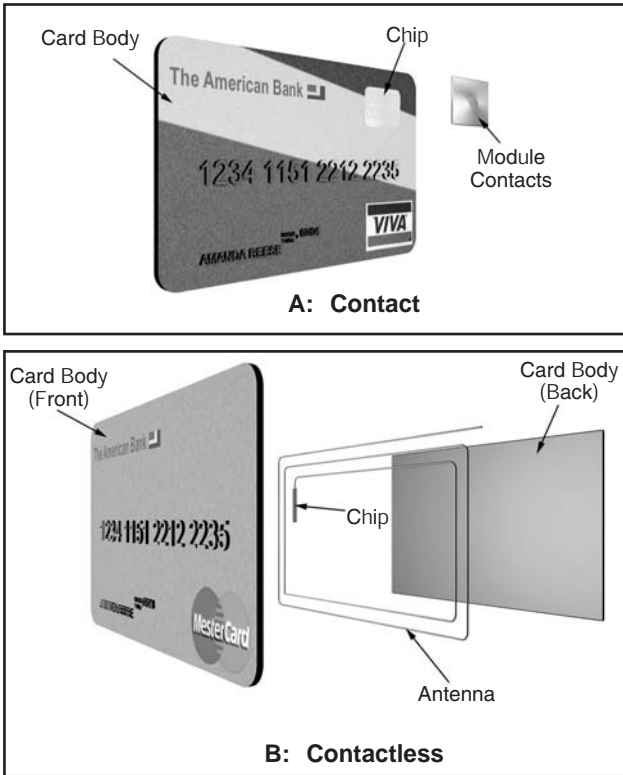 Card Body
Chip
The American Bank
1234 1151 2212 2235
VIVA
AMANDA REESE
Module
Contacts
A: Contact
Card Body
(Front)
Card Body
(Back)
The American Bank
1234 1151 2212 2235
MesterCard
Chip
Antenna
B: Contactless